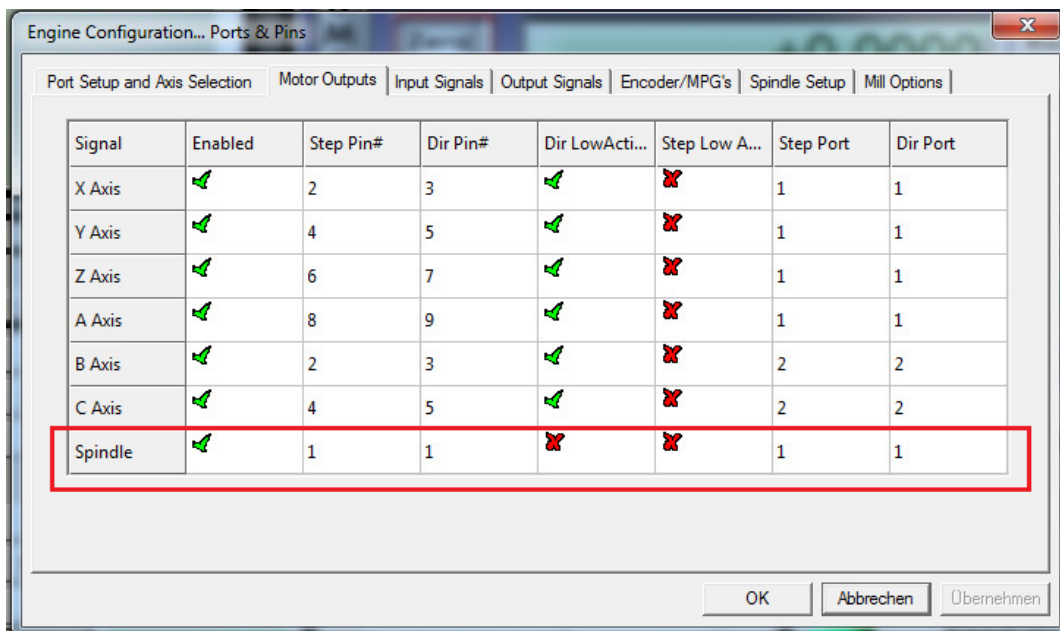 Engine Configuration... Ports & Pins
Port Setup and Axis Selection Motor Outputs Input Signals Output Signals Encoder/MPG's Spindle Setup Mill Options
Signal Enabled Step Pin# Dir Pin# Dir LowActi... Step Low A... Step Port Dir Port
X Axis 2 3 1 1
Y Axis 4 5 1 1
Z Axis 6 7 1 1
A Axis 8 9 1 1
B Axis 2 3 2 2
C Axis 4 5 2 2
Spindle 1 1 1 1
OK Abbrechen Übernehmen